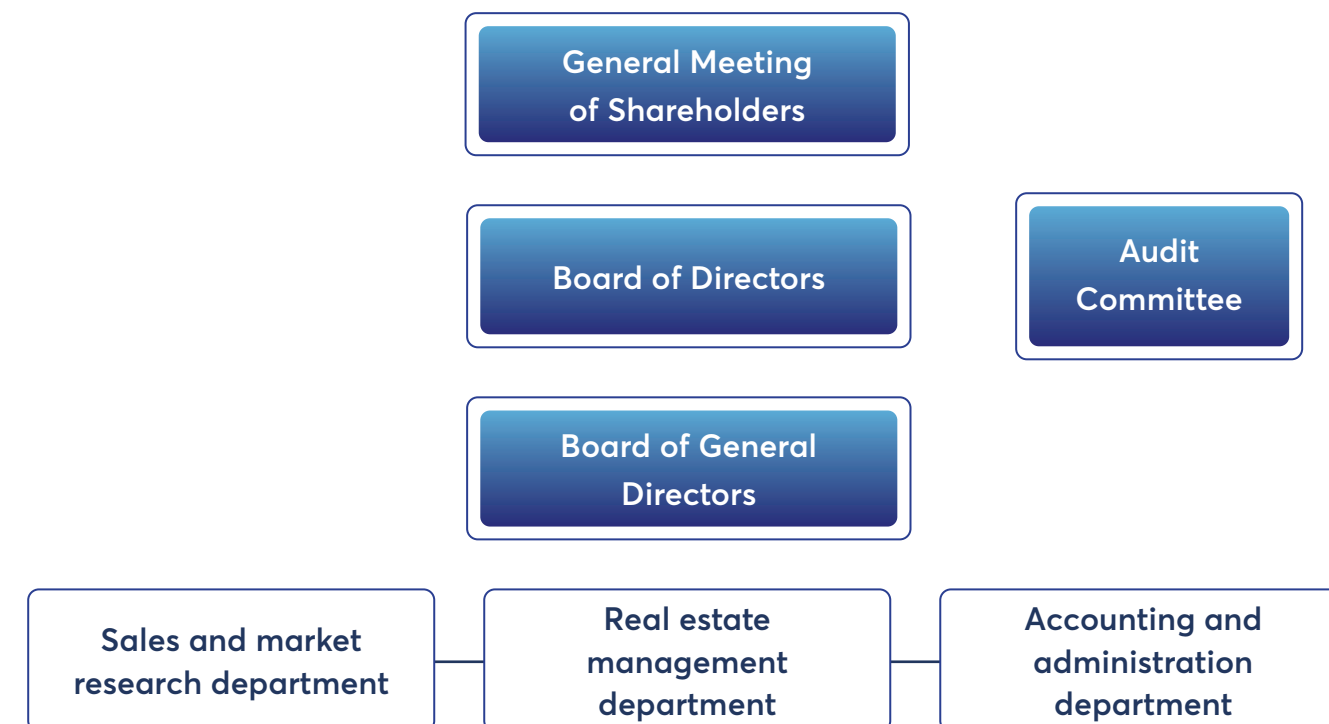 General Meeting
of Shareholders
Board of Directors
Audit
Committee
Board of General
Directors
Sales and market
research department
Real estate
management
department
Accounting and
administration
department